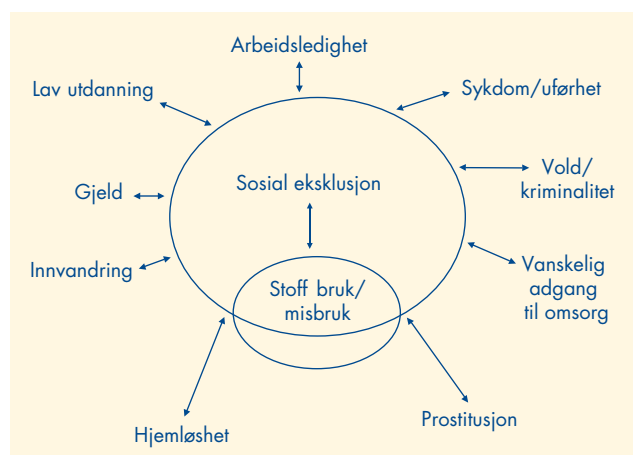 Arbeidsledighet
Lav utdanning
Sykdom/uførhet
Gjeld
Sosial eksklusjon
Vold/
kriminalitet
Innvandring
Stoff bruk/
misbruk
Vanskelig
adgang
til omsorg
Hjemløshet
Prostitusjon